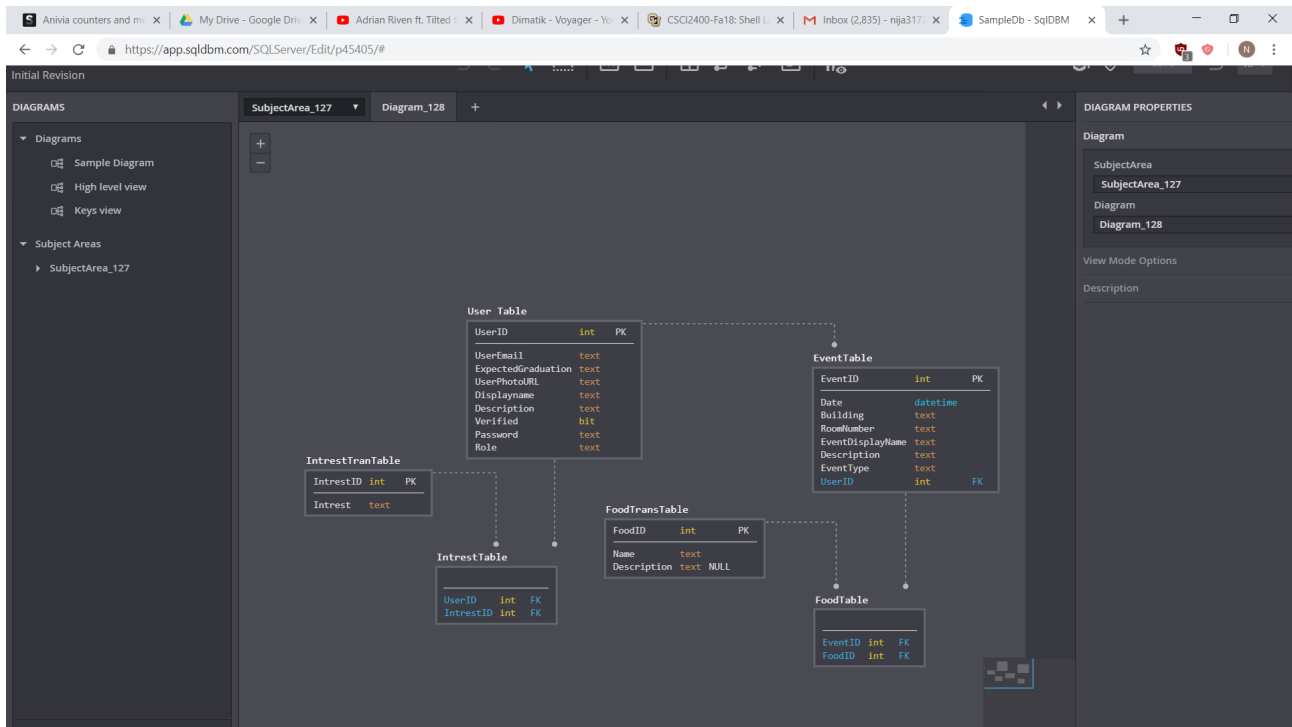 Anivia counters and mo
My Drive - Google Driv
Adrian Riven ft. Tilted t
Dimatik - Voyager - Yo
CSCI2400-Fa18: Shell L
Inbox (2,835) - nija317
SampleDb - SqlDBM
https://app.sqldbm.com/SQLServer/Edit/p45405/#
3
N
Initial Revision
DIAGRAMS
SubjectArea_127
Diagram_128
DIAGRAM PROPERTIES
Diagrams
Sample Diagram
High level view
Keys view
Subject Areas
SubjectArea_127
Diagram
SubjectArea
SubjectArea_127
Diagram
Diagram_128
View Mode Options
Description
User Table
UserID int PK
UserEmail text
ExpectedGraduation text
UserPhotoURL text
Displayname text
Description text
Verified bit
Password text
Role text
EventTable
EventID int PK
Date datetime
Building text
RoomNumber text
EventDisplayName text
Description text
EventType text
UserID int FK
IntrestTranTable
IntrestID int PK
Intrest text
FoodTransTable
FoodID int PK
Name text
Description text NULL
IntrestTable
UserID int FK
IntrestID int FK
FoodTable
EventID int FK
FoodID int FK